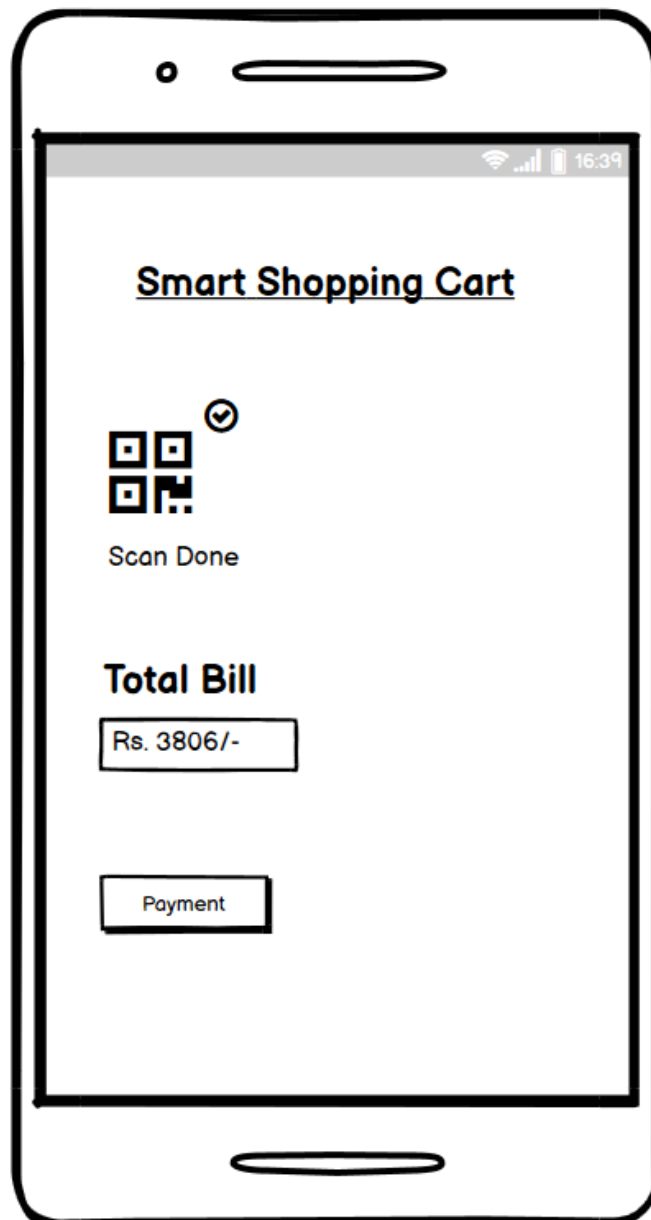 16:39
Smart Shopping Cart
Scan Done
Total Bill
Rs. 3806/-
Payment